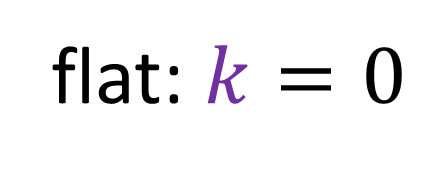 flat: k = 0